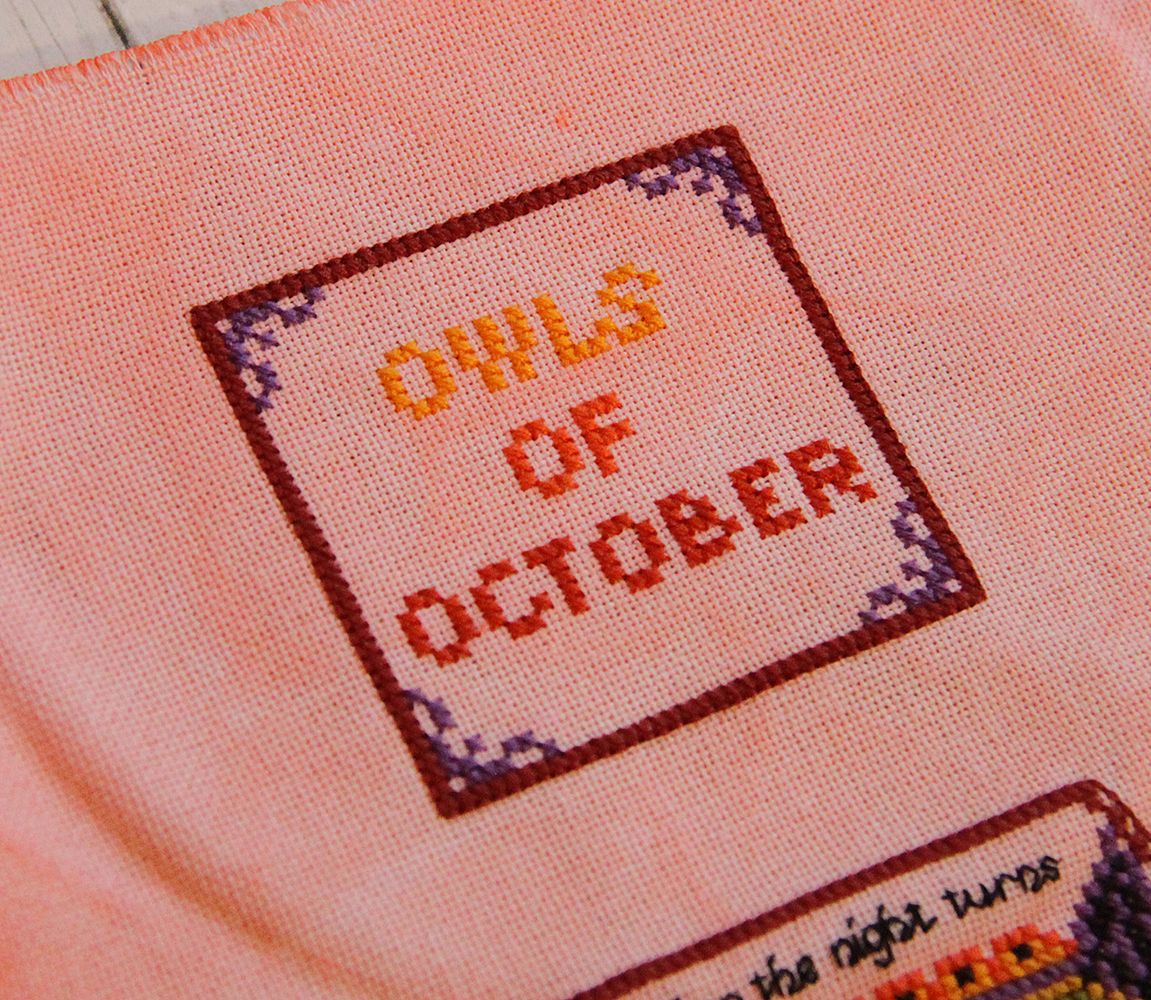 OWLS
OF
OCTOBER
the night turns